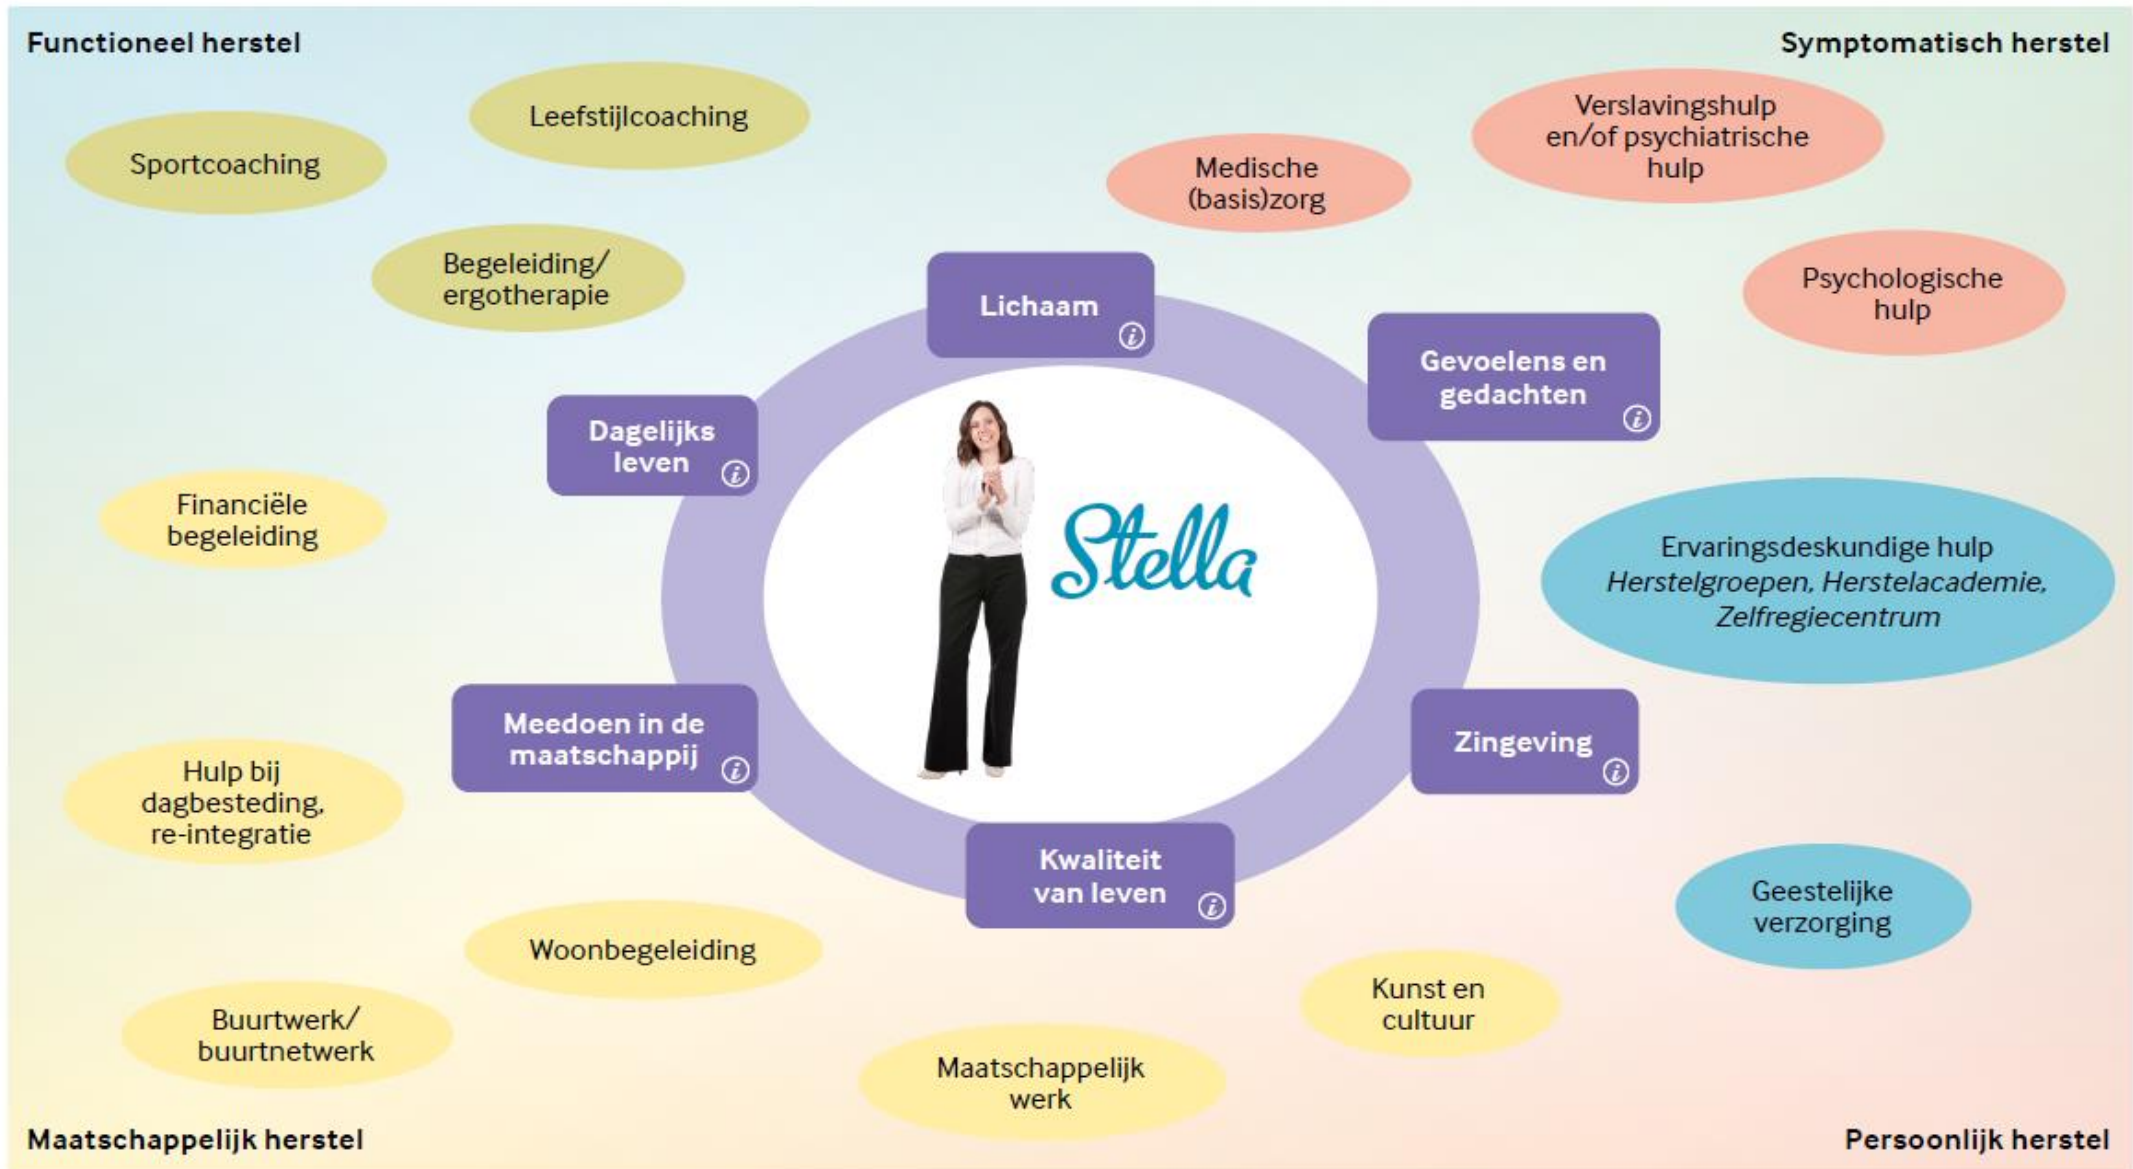 Functioneel herstel
Symptomatisch herstel
Leefstijlcoaching
Sportcoaching
Begeleiding/
ergotherapie
Medische
(basis)zorg
Verslavingshulp
en/of psychiatrische
hulp
Psychologische
hulp
Lichaam
i
Gevoelens en
gedachten
i
Dagelijks
leven
i
Stella
Financiële
begeleiding
Ervaringsdeskundige hulp
Herstelgroepen, Herstelacademie,
Zelfregiecentrum
Meedoen in de
maatschappij
i
Zingeving
i
Hulp bij
dagbesteding,
re-integratie
Kwaliteit
van leven
i
Geestelijke
verzorging
Woonbegeleiding
Kunst en
cultuur
Buurtwerk/
buurtnetwerk
Maatschappelijk
werk
Maatschappelijk herstel
Persoonlijk herstel